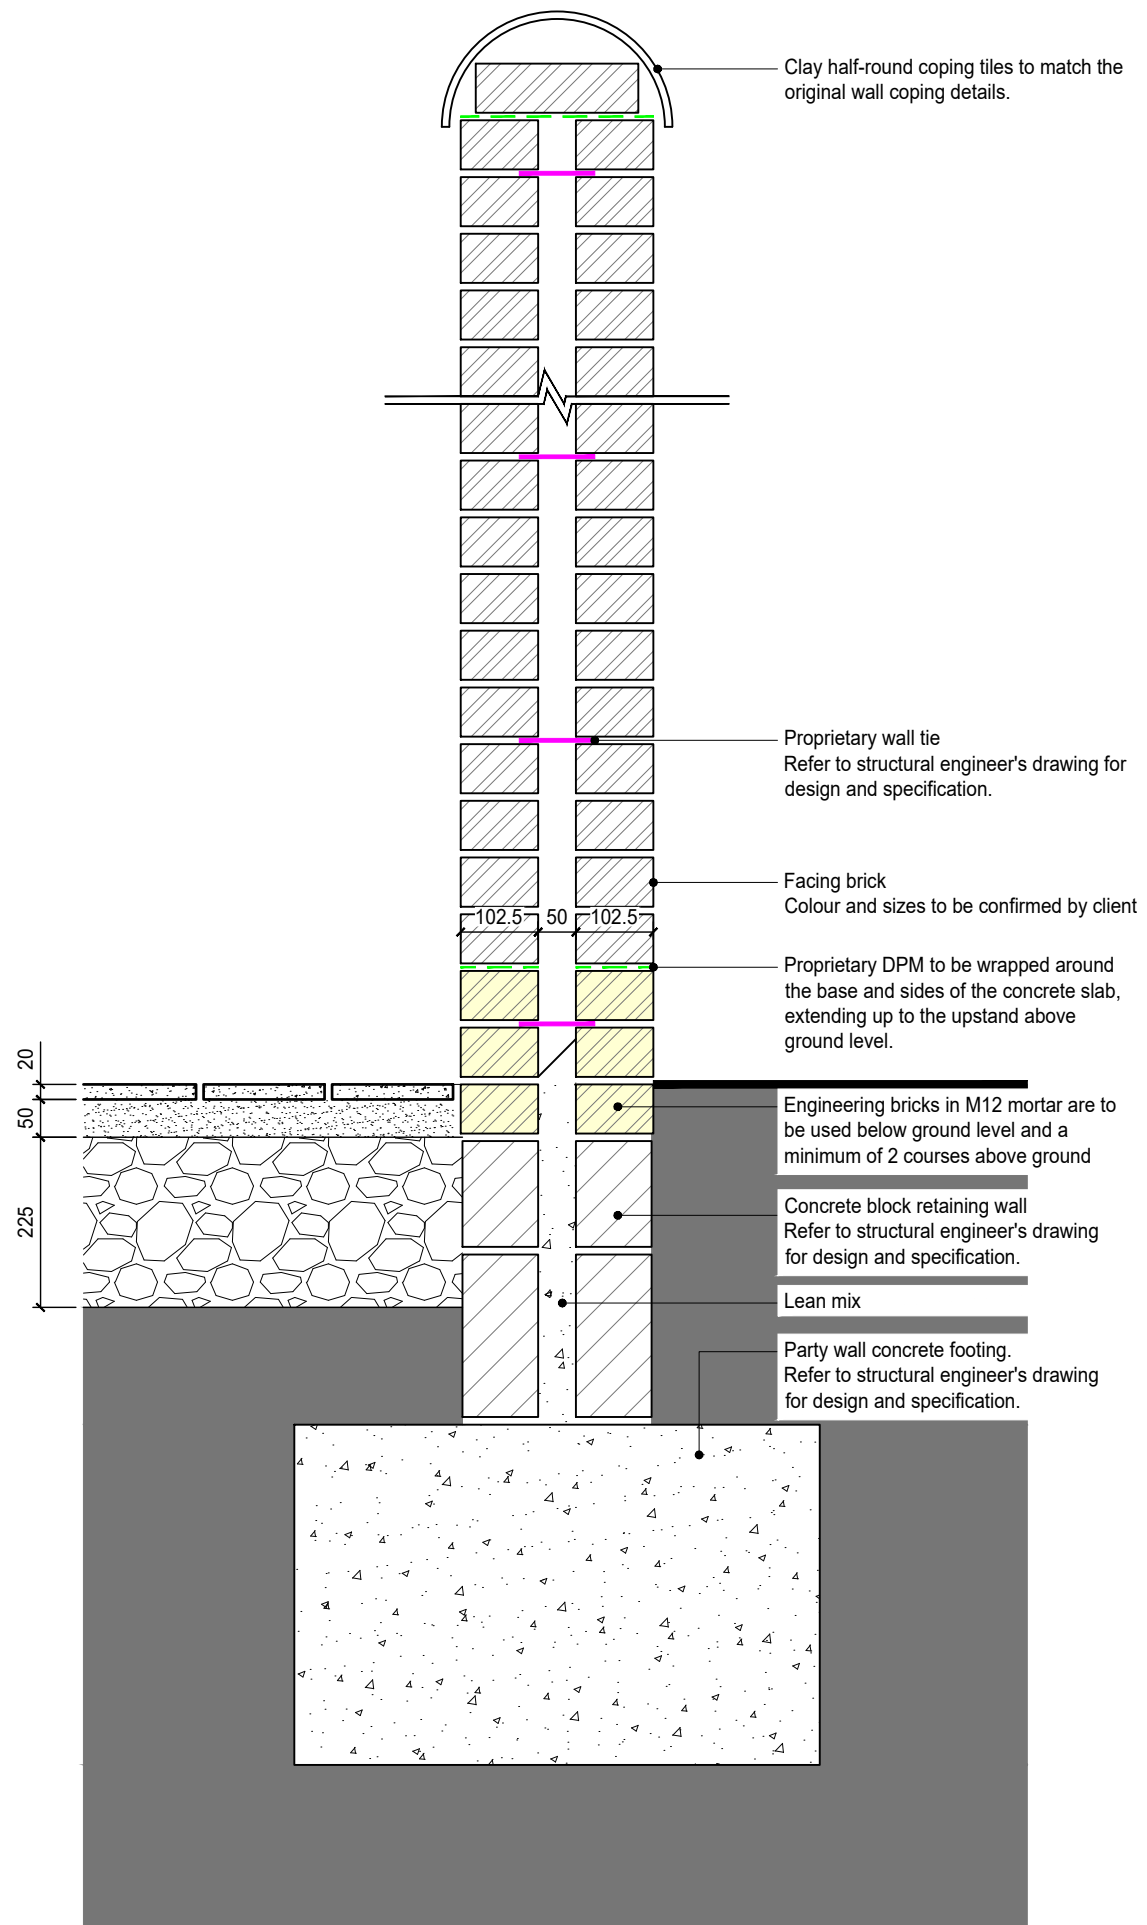 Clay half-round coping tiles to match the
original wall coping details.
Proprietary wall tie
Refer to structural engineer's drawing for
design and specification.
Facing brick
Colour and sizes to be confirmed by client
102.5
50
102.5
Proprietary DPM to be wrapped around
the base and sides of the concrete slab,
extending up to the upstand above
ground level.
20
50
225
Engineering bricks in M12 mortar are to
be used below ground level and a
minimum of 2 courses above ground
Concrete block retaining wall
Refer to structural engineer's drawing
for design and specification.
Lean mix
Party wall concrete footing.
Refer to structural engineer's drawing
for design and specification.